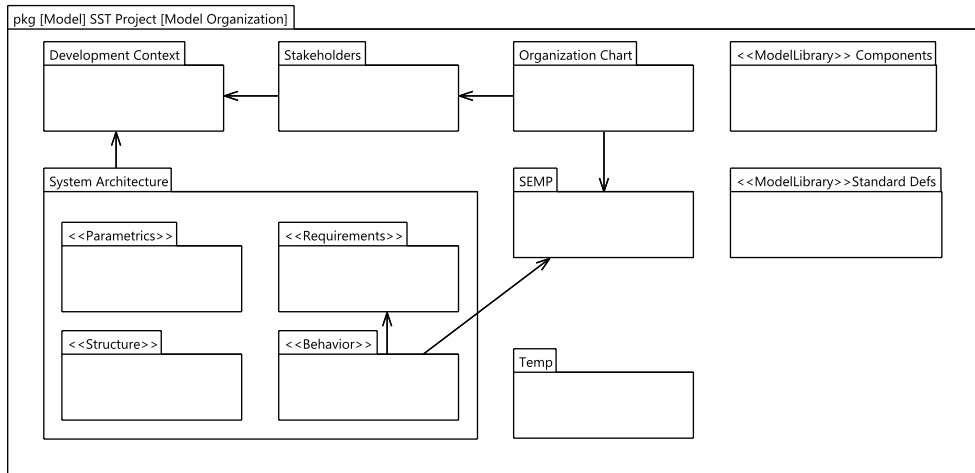 pkg [Model] SST Project [Model Organization]
Development Context
Stakeholders
Organization Chart
<<ModelLibrary>> Components
System Architecture
SEMP
<<ModelLibrary>>Standard Defs
<<Parametrics>>
<<Requirements>>
<<Structure>>
<<Behavior>>
Temp